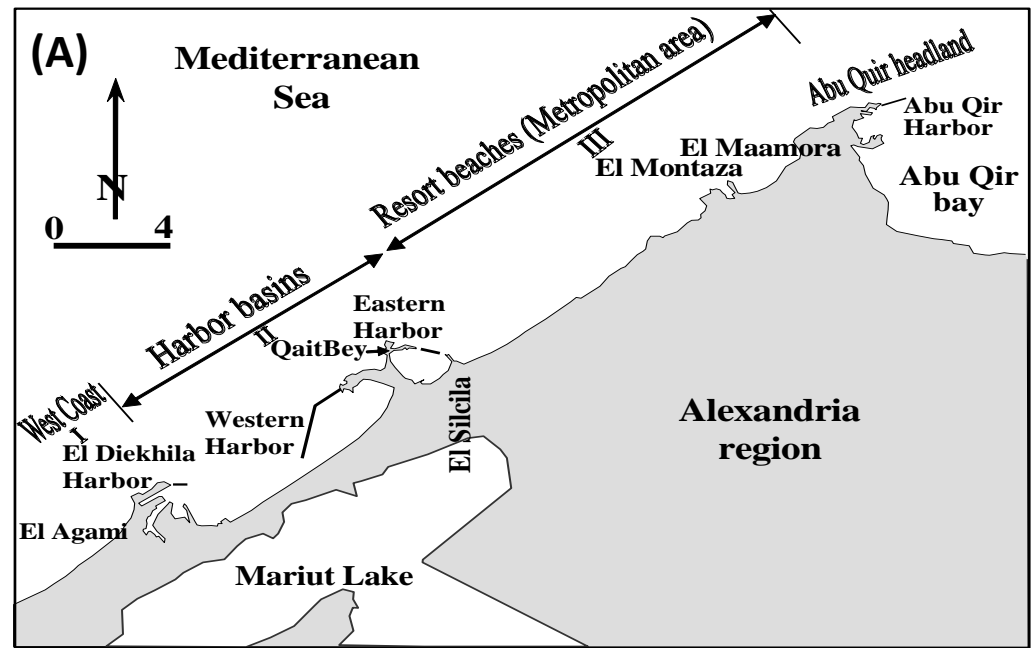 (A)
Mediterranean
Sea
N
0 4
West Coast
I
Harbor basins
II
Resort beaches (Metropolitan area)
III
Abu Quir headland
Abu Qir
Harbor
El Maamora
El Montaza
Abu Qir
bay
Eastern
Harbor
QaitBey
Western
Harbor
El Silcila
El Diekhila
Harbor
El Agami
Alexandria
region
Mariut Lake